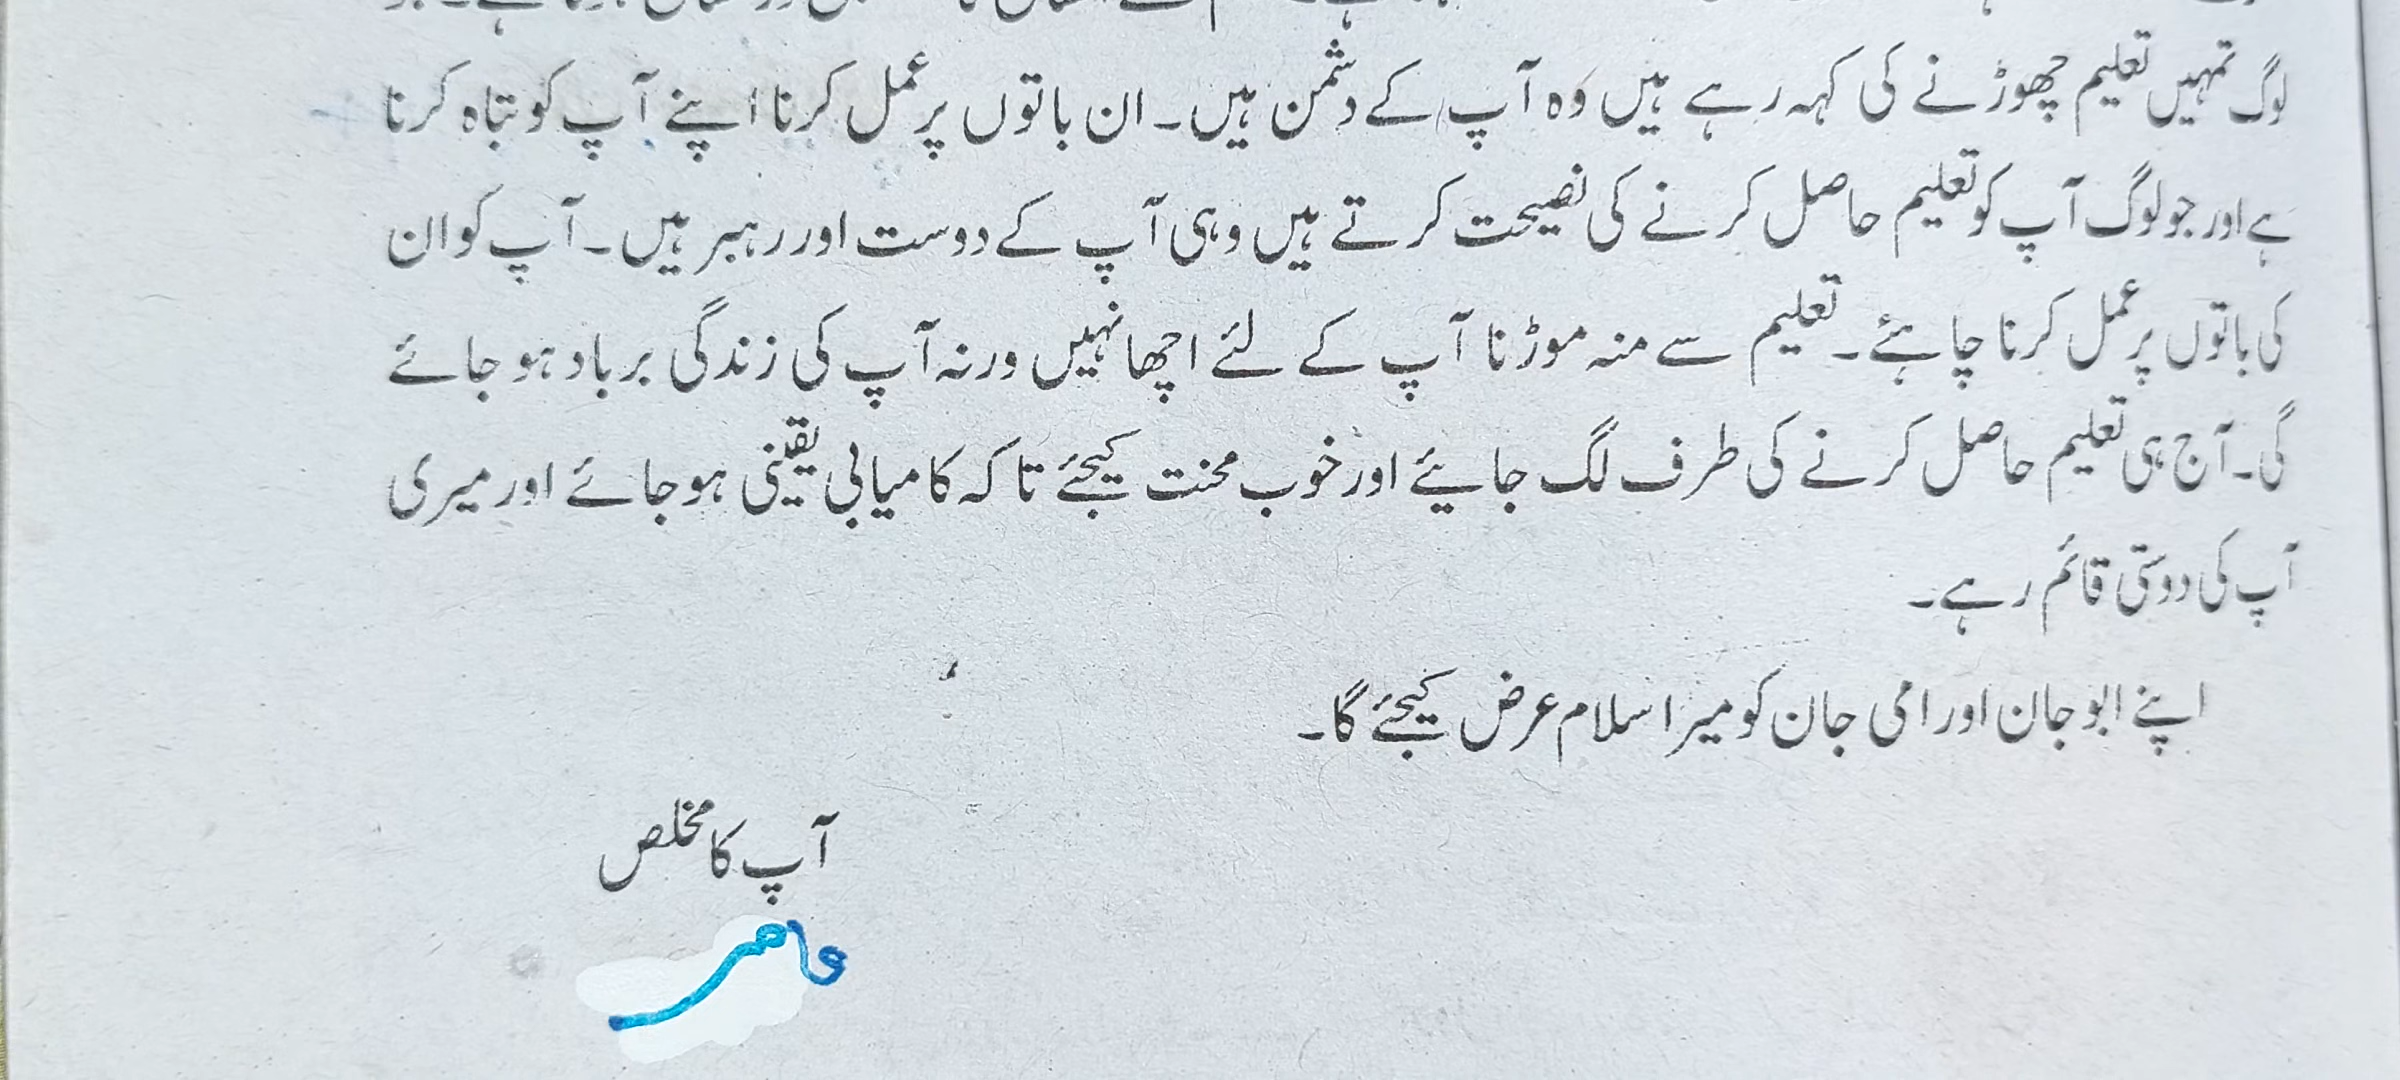 لوگ تمہیں تعلیم چھوڑنے کی کہہ رہے ہیں وہ آپ کے دشمن ہیں۔ ان باتوں پر عمل کرنا اپنے آپ کو تباہ کرنا
ہے اور جو لوگ آپ کو تعلیم حاصل کرنے کی نصیحت کرتے ہیں وہی آپ کے دوست اور رہبر ہیں۔ آپ کو ان
کی باتوں پر عمل کرنا چاہئے۔ تعلیم سے منہ موڑنا آپ کے لئے اچھا نہیں ورنہ آپ کی زندگی برباد ہو جائے
گی۔ آج ہی تعلیم حاصل کرنے کی طرف لگ جایئے اور خوب محنت کیجئے تاکہ کامیابی یقینی ہو جائے اور میری
آپ کی دوستی قائم رہے۔
اپنے ابو جان اور امی جان کو میرا سلام عرض کیجئے گا۔
آپ کا مخلص
عامر